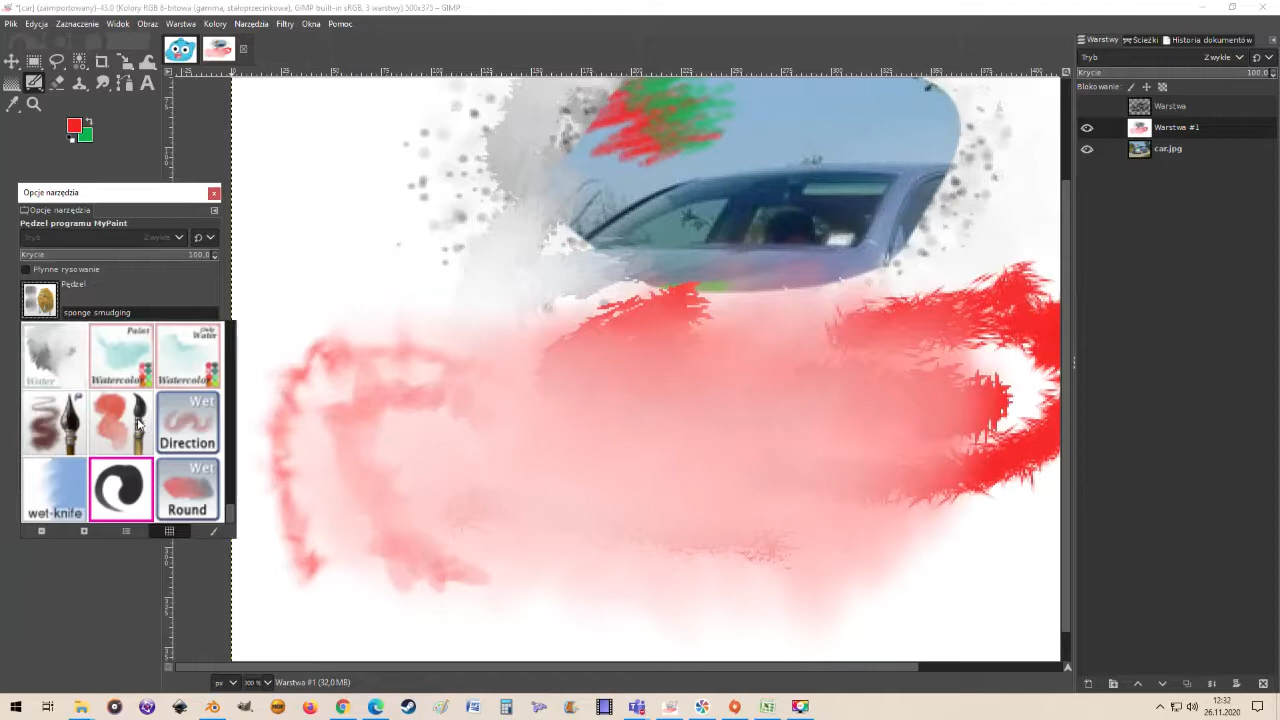 *[car] (zaimportowany)-43.0 (Kolory RGB 8-bitowa (gamma, stałoprzecinkowe), GIMP built-in sRGB, 3 warstwy) 500x375 – GIMP
Plik Edycja Zaznaczenie Widok Obraz Warstwa Kolory Narzędzia Filtry Okna Pomoc
Warstwy Ścieżki Historia dokumentów
Tryb Zwykłe
Krycie 100,0
Blokowanie:
Warstwa
Warstwa #1
car.jpg
Opcje narzędzia
Opcje narzędzia
Pędzel programu MyPaint
Tryb Zwykłe
Krycie 100,0
Płynne rysowanie
Pędzel
sponge smudging
Water
Paint
Watercolor
Only Water
Watercolor
Wet
Direction
wet-knife
Wet
Round
px 300 % Warstwa #1 (32,0 MB)
12:32
26.11.2020